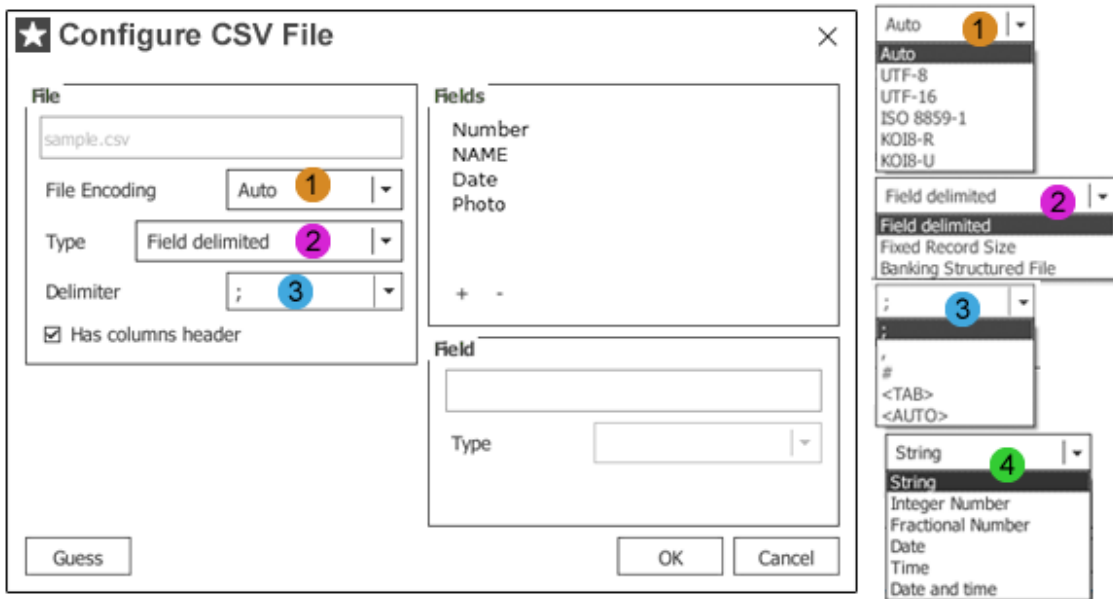 Configure CSV File
File
sample.csv
File Encoding
Auto
1
Type
Field delimited
2
Delimiter
;
3
Has columns header
Fields
Number
NAME
Date
Photo
+ -
Field
Type
Guess
OK
Cancel
Auto
1
Auto
UTF-8
UTF-16
ISO 8859-1
KOI8-R
KOI8-U
Field delimited
2
Field delimited
Fixed Record Size
Banking Structured File
;
3
;
,
#
<TAB>
<AUTO>
String
4
String
Integer Number
Fractional Number
Date
Time
Date and time